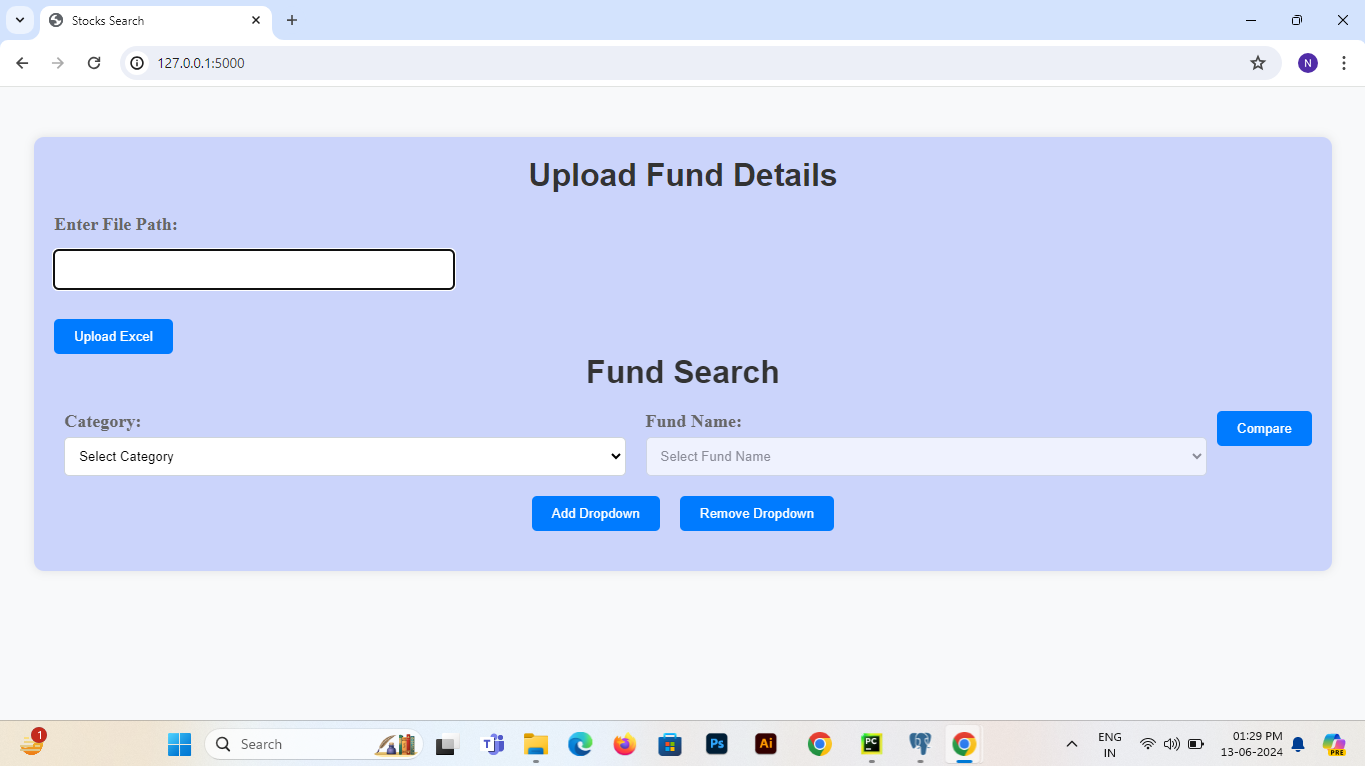 Stocks Search
127.0.0.1:5000
N
Upload Fund Details
Enter File Path:
Upload Excel
Fund Search
Category:
Fund Name:
Compare
Select Category
Select Fund Name
Add Dropdown
Remove Dropdown
1
Search
T
Ps
Ai
PC
ENG
IN
01:29 PM
13-06-2024
PRE